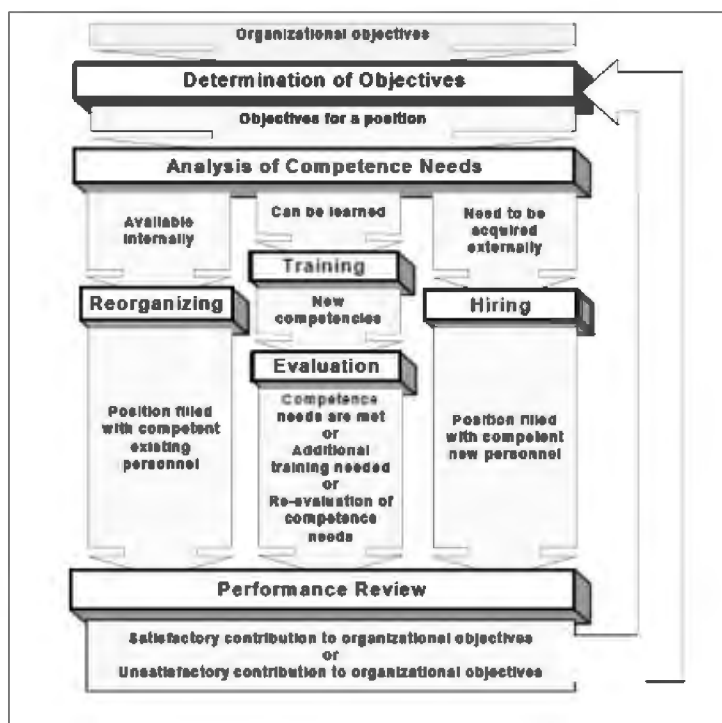 Organizational objectives
Determination of Objectives
Objectives for a position
Analysis of Competence Needs
Available
internally
Can be learned
Need to be
acquired
externally
Training
Reorganizing
New
competencies
Hiring
Evaluation
Position filled
with competent
existing
personnel
Competence
needs are met
or
Additional
training needed
or
Re-evaluation of
competence
needs
Position filled
with competent
new personnel
Performance Review
Satisfactory contribution to organizational objectives
or
Unsatisfactory contribution to organizational objectives